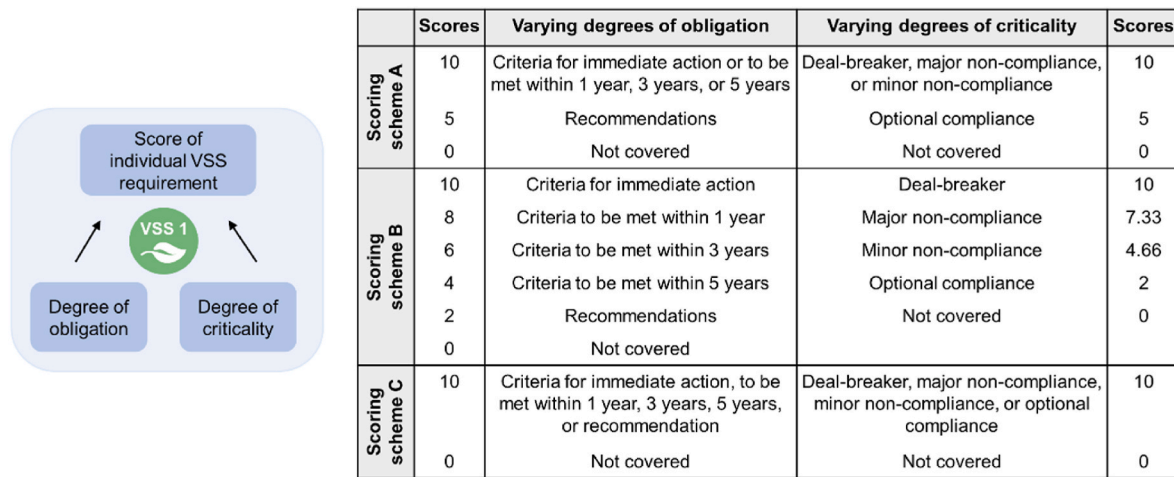 Score of
individual VSS
requirement
VSS 1
Degree of
obligation
Degree of
criticality
Scores Varying degrees of obligation Varying degrees of criticality Scores
Scoring
scheme A
10 Criteria for immediate action or to be Deal-breaker, major non-compliance, 10
met within 1 year, 3 years, or 5 years or minor non-compliance
5 Recommendations Optional compliance 5
0 Not covered Not covered 0
Scoring
scheme B
10 Criteria for immediate action Deal-breaker 10
8 Criteria to be met within 1 year Major non-compliance 7.33
6 Criteria to be met within 3 years Minor non-compliance 4.66
4 Criteria to be met within 5 years Optional compliance 2
2 Recommendations Not covered 0
0 Not covered
Scoring
scheme C
10 Criteria for immediate action, to be Deal-breaker, major non-compliance, 10
met within 1 year, 3 years, 5 years, minor non-compliance, or optional
or recommendation compliance
0 Not covered Not covered 0